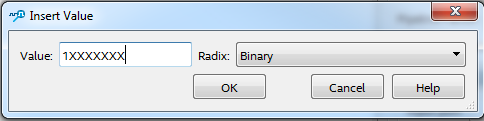 Insert Value
Value: 1XXXXXXX Radix: Binary
OK Cancel Help